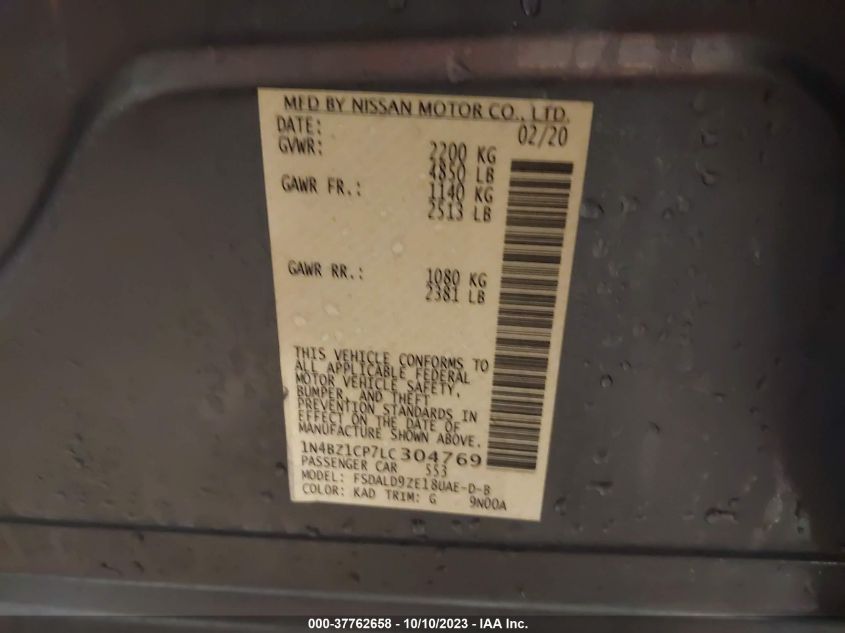 MFD BY NISSAN MOTOR CO., LTD.
DATE: 02/20
GVWR: 2200 KG
4850 LB
GAWR FR.: 1140 KG
2513 LB
GAWR RR.: 1080 KG
2381 LB
THIS VEHICLE CONFORMS TO
ALL APPLICABLE FEDERAL
MOTOR VEHICLE SAFETY,
BUMPER, AND THEFT
PREVENTION STANDARDS IN
EFFECT ON THE DATE OF
MANUFACTURE SHOWN ABOVE.
1N4BZ1CP7LC304769
PASSENGER CAR 553
MODEL: FSDALD9ZE18UAE-D-B
COLOR: KAD TRIM: G 9N00A
000-37762658 - 10/10/2023 - IAA Inc.